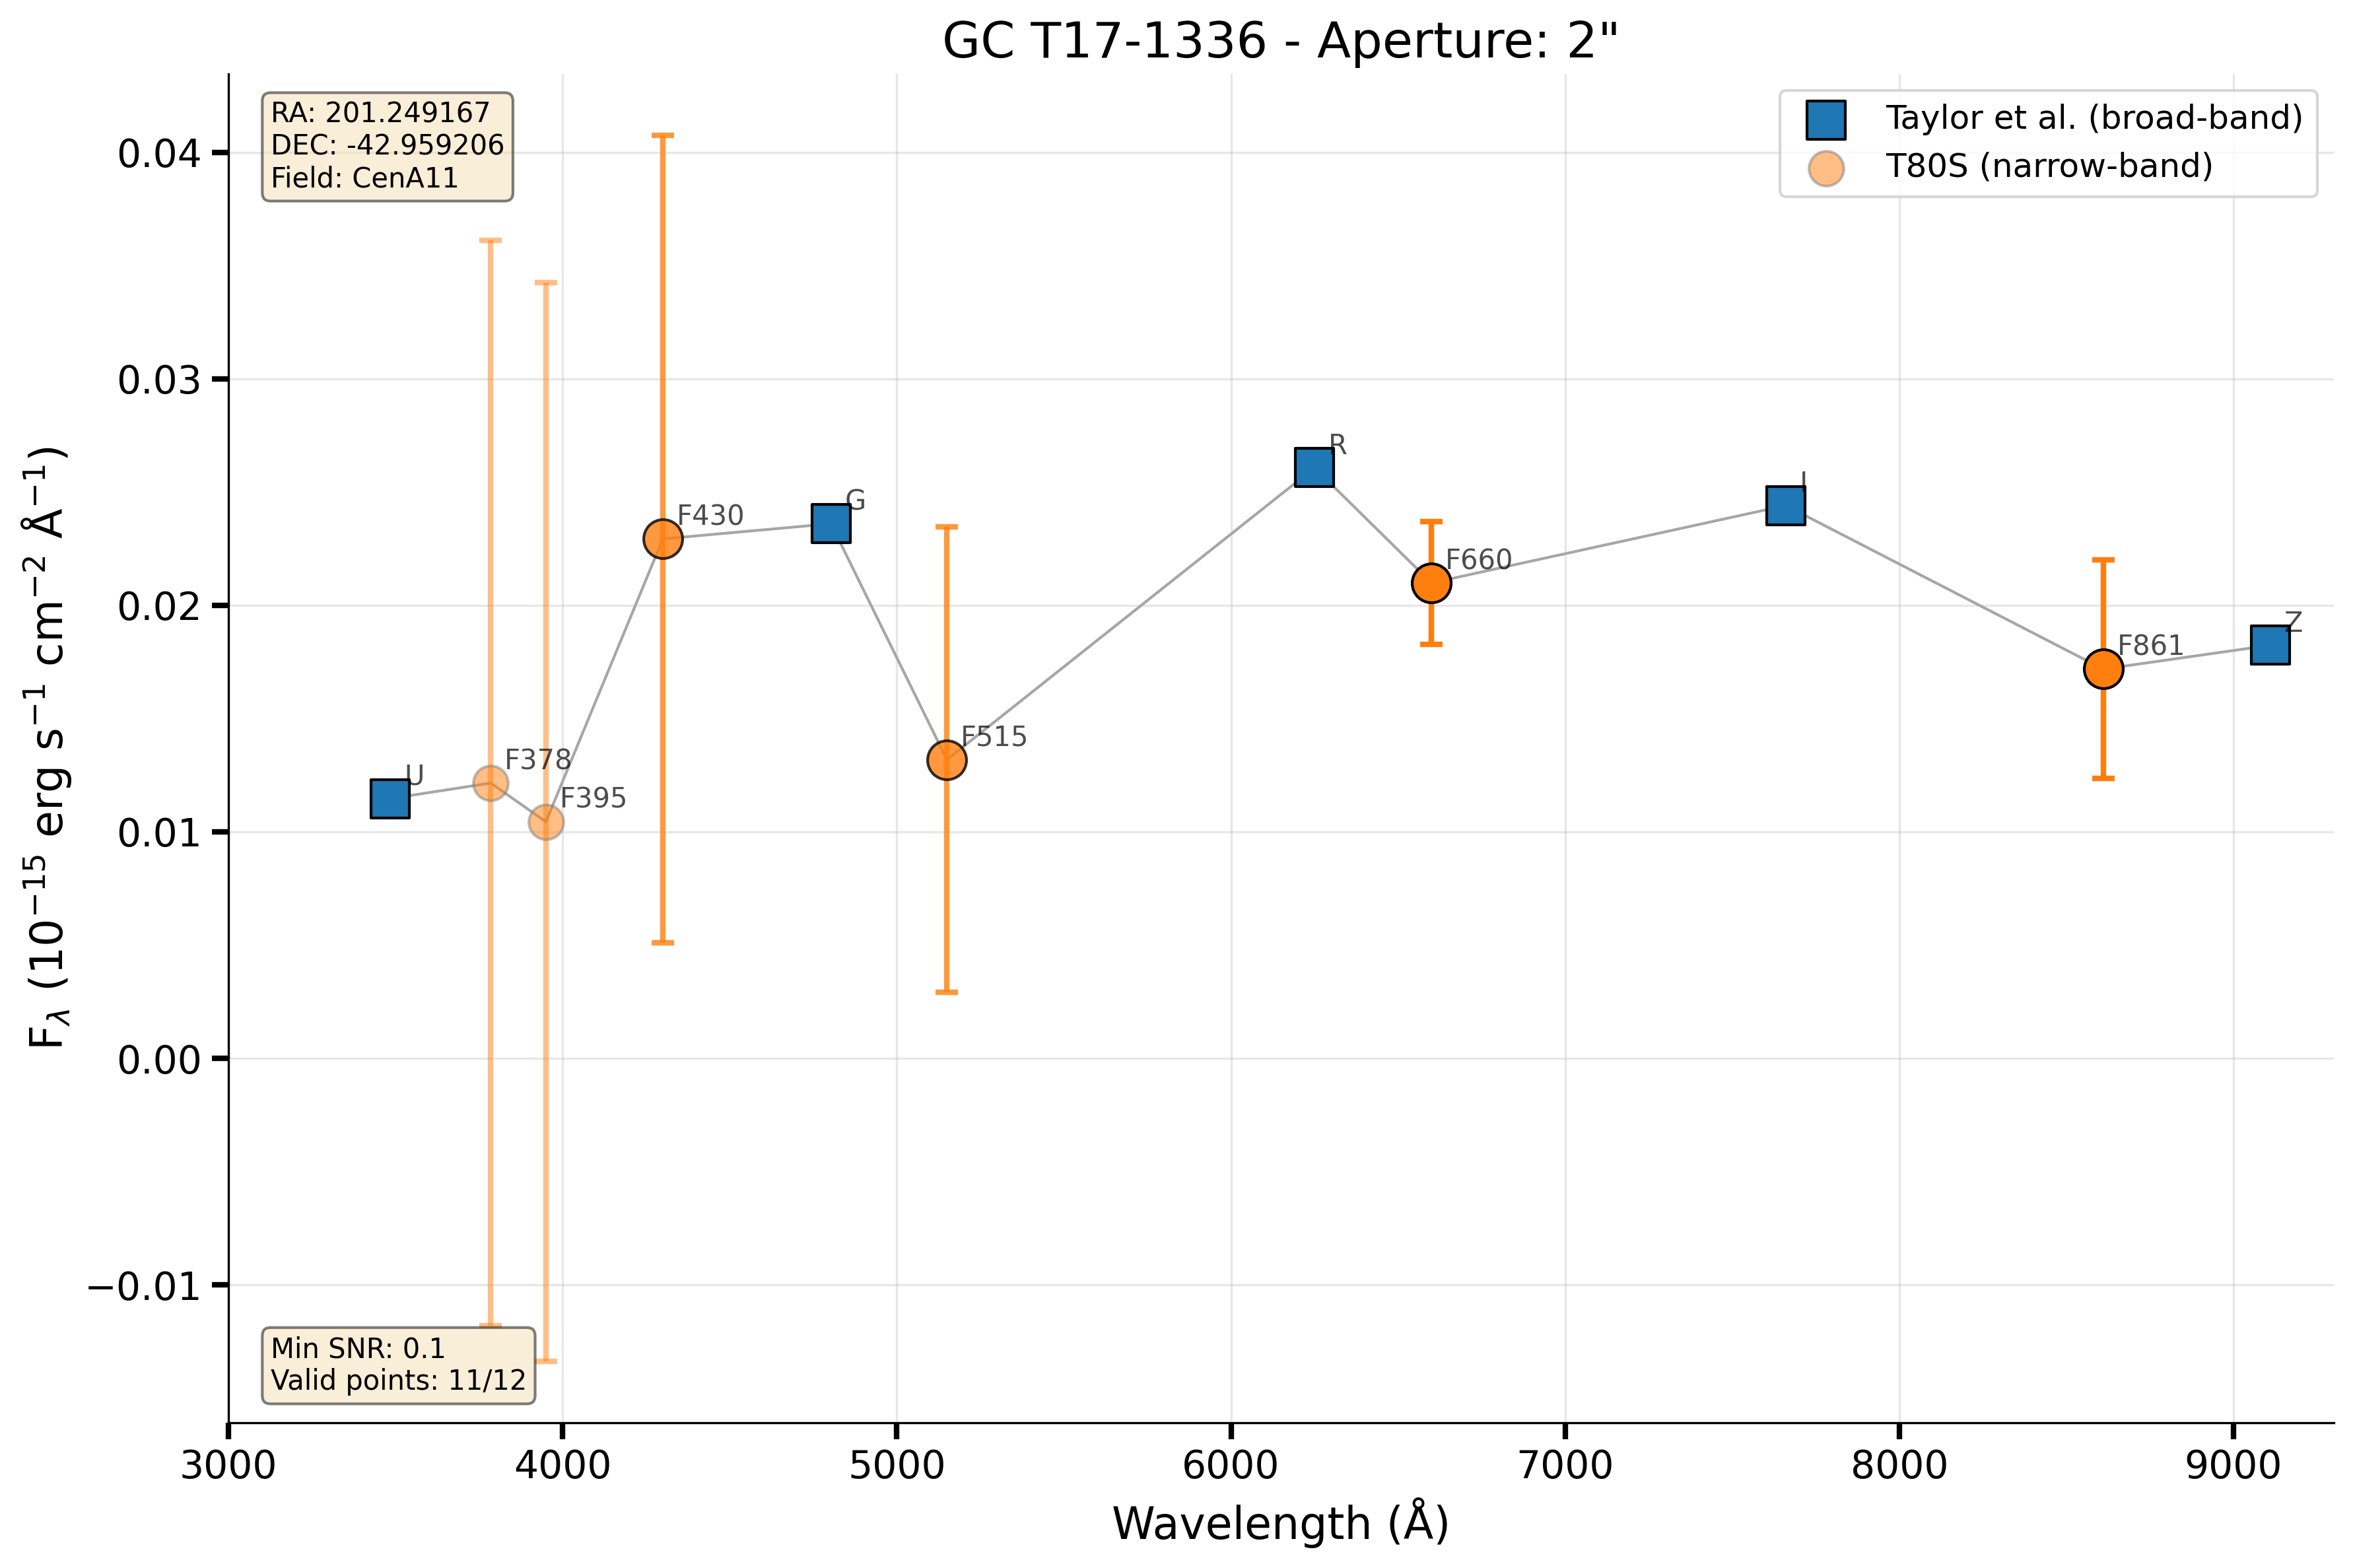 GC T17-1336 - Aperture: 2"
RA: 201.249167
DEC: -42.959206
Field: CenA11
Taylor et al. (broad-band)
T80S (narrow-band)
F_λ (10⁻¹⁵ erg s⁻¹ cm⁻² Å⁻¹)
0.04
0.03
0.02
0.01
0.00
−0.01
U
F378
F395
F430
G
F515
R
F660
I
F861
Z
Min SNR: 0.1
Valid points: 11/12
3000 4000 5000 6000 7000 8000 9000
Wavelength (Å)